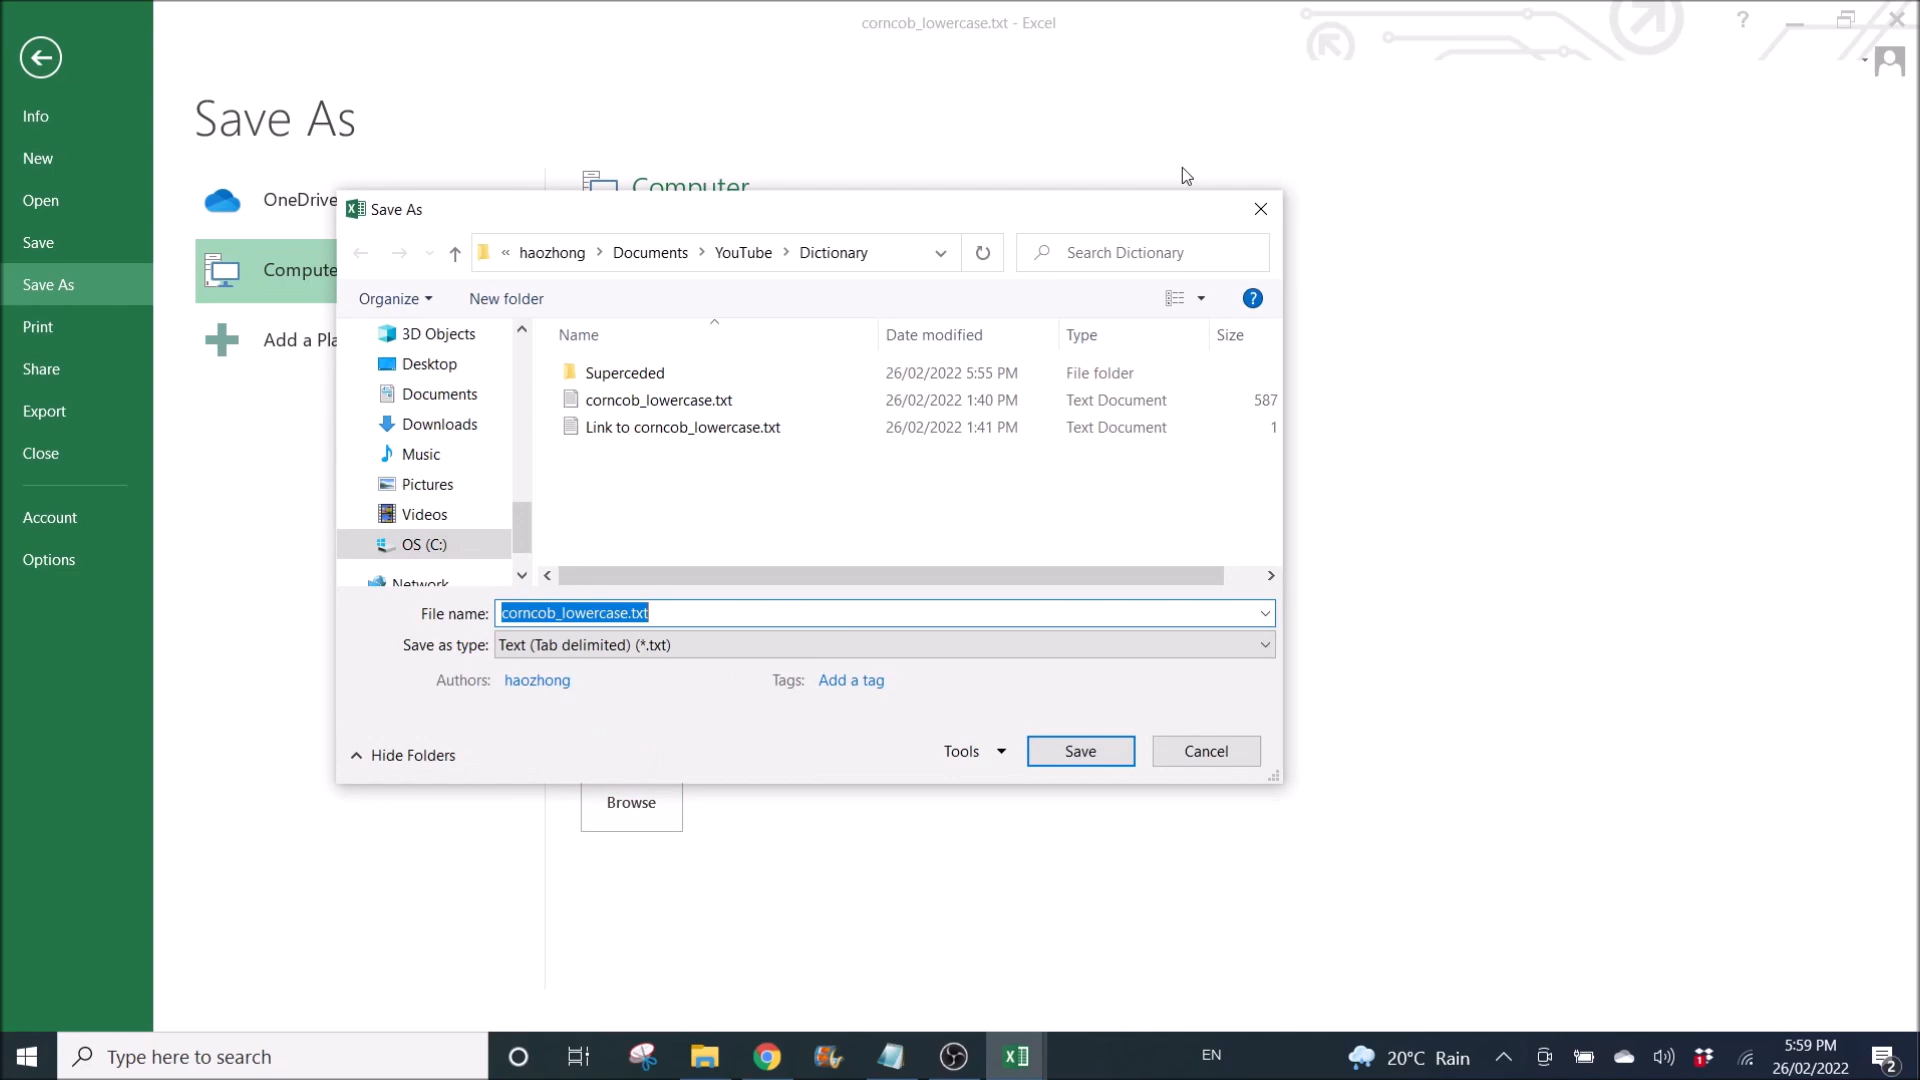 corncob_lowercase.txt - Excel
?
Info
New
Open
Save
Save As
Print
Share
Export
Close
Account
Options
Save As
OneDrive
Compute
Add a Pla
Computer
Save As
« haozhong > Documents > YouTube > Dictionary
Search Dictionary
Organize
New folder
?
3D Objects
Desktop
Documents
Downloads
Music
Pictures
Videos
OS (C:)
Network
Name Date modified Type Size
Superceded 26/02/2022 5:55 PM File folder
corncob_lowercase.txt 26/02/2022 1:40 PM Text Document 587
Link to corncob_lowercase.txt 26/02/2022 1:41 PM Text Document 1
File name: corncob_lowercase.txt
Save as type: Text (Tab delimited) (*.txt)
Authors: haozhong Tags: Add a tag
Hide Folders
Tools
Save
Cancel
Browse
Type here to search
EN
20°C Rain
5:59 PM
26/02/2022
2